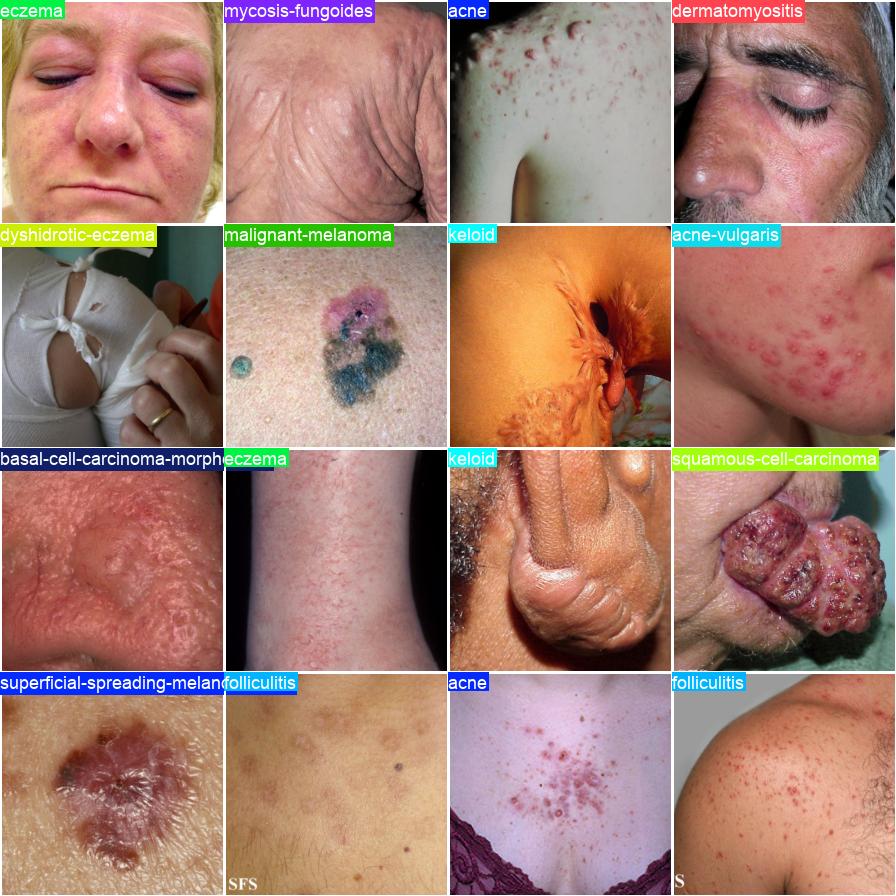 eczema
mycosis-fungoides
acne
dermatomyositis
dyshidrotic-eczema
malignant-melanoma
keloid
acne-vulgaris
basal-cell-carcinoma-morph
eczema
keloid
squamous-cell-carcinoma
superficial-spreading-melan
folliculitis
acne
folliculitis
SFS
S